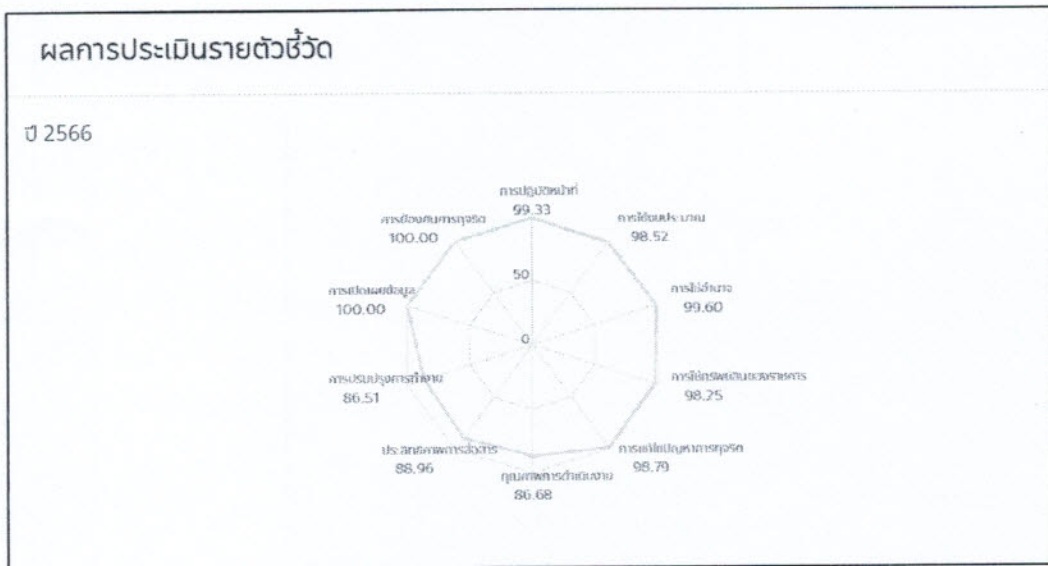 ผลการประเมินรายตัวชี้วัด
ปี 2566
การปฏิบัติหน้าที่
99.33
การป้องกันการทุจริต
100.00
การใช้งบประมาณ
98.52
50
การเปิดเผยข้อมูล
100.00
การใช้อำนาจ
99.60
0
การปรับปรุงการทำงาน
86.51
การใช้ทรัพย์สินของราชการ
98.25
ประสิทธิภาพการสื่อสาร
88.96
การแก้ไขปัญหาการทุจริต
98.79
คุณภาพการดำเนินงาน
86.68